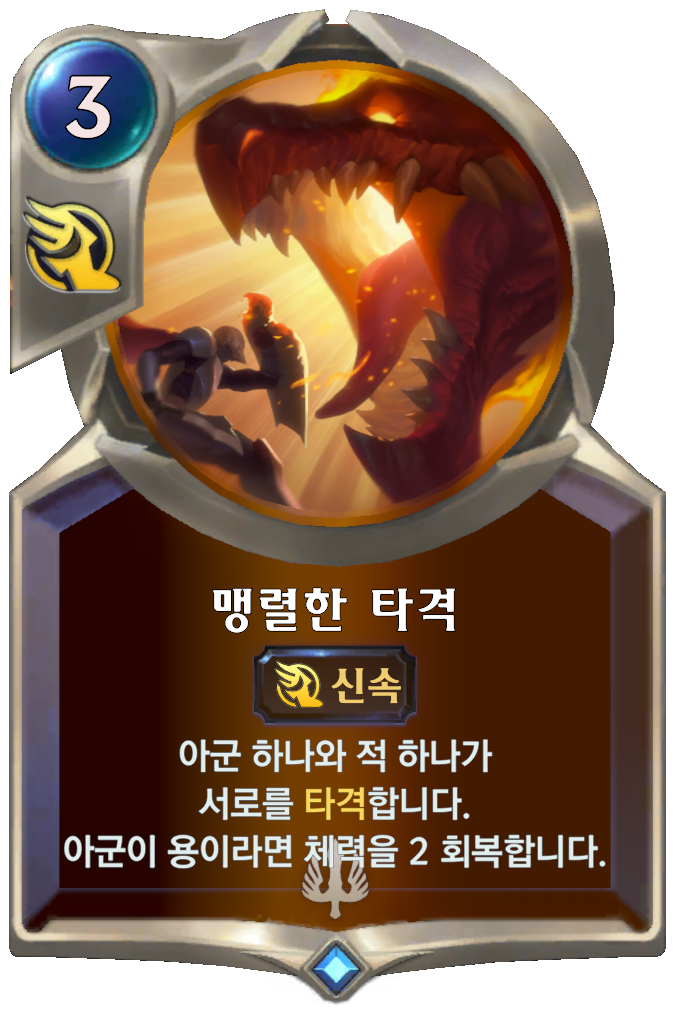 3
맹렬한 타격
신속
아군 하나와 적 하나가
서로를 타격합니다.
아군이 용이라면 체력을 2 회복합니다.